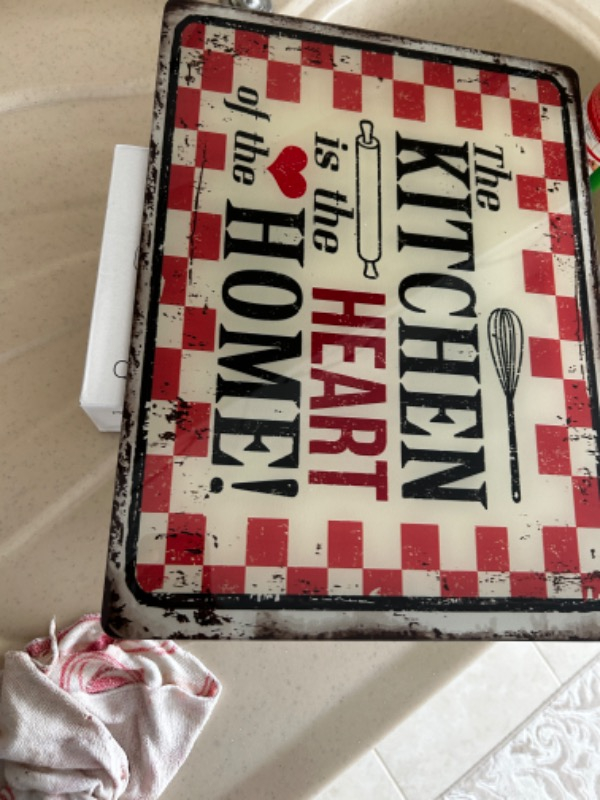 The
KITCHEN
is the HEART
of the HOME!